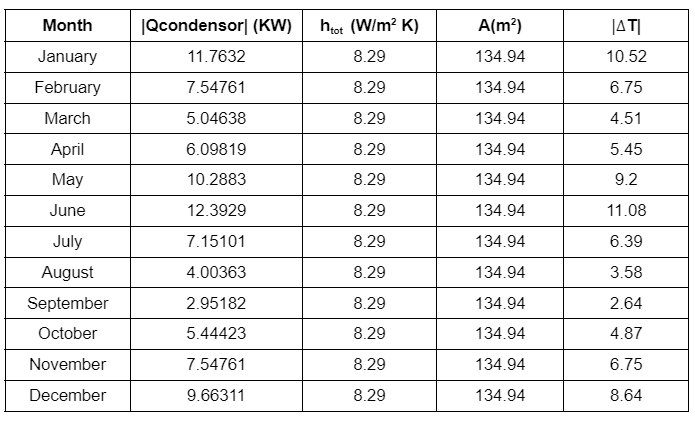 Month |Qcondensor| (KW) hₜₒₜ (W/m² K) A(m²) |ΔT|
January 11.7632 8.29 134.94 10.52
February 7.54761 8.29 134.94 6.75
March 5.04638 8.29 134.94 4.51
April 6.09819 8.29 134.94 5.45
May 10.2883 8.29 134.94 9.2
June 12.3929 8.29 134.94 11.08
July 7.15101 8.29 134.94 6.39
August 4.00363 8.29 134.94 3.58
September 2.95182 8.29 134.94 2.64
October 5.44423 8.29 134.94 4.87
November 7.54761 8.29 134.94 6.75
December 9.66311 8.29 134.94 8.64